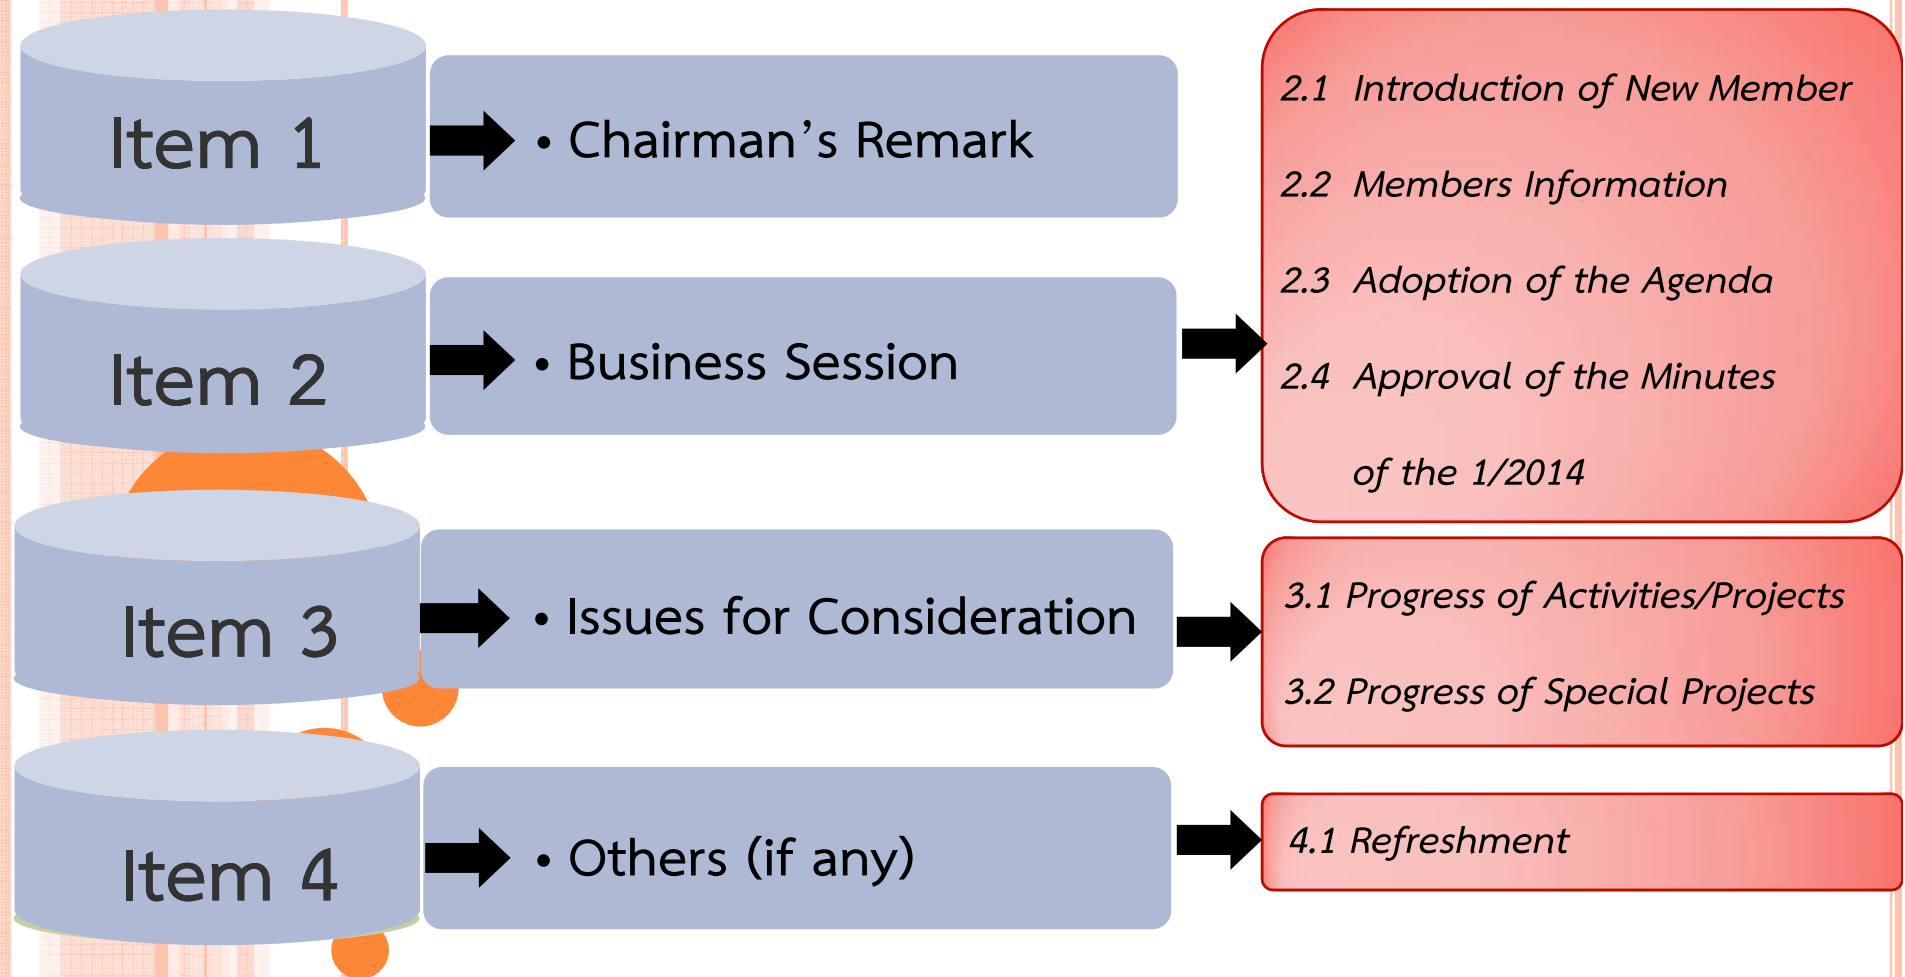 Item 1
• Chairman’s Remark
Item 2
• Business Session
2.1 Introduction of New Member
2.2 Members Information
2.3 Adoption of the Agenda
2.4 Approval of the Minutes
of the 1/2014
Item 3
• Issues for Consideration
3.1 Progress of Activities/Projects
3.2 Progress of Special Projects
Item 4
• Others (if any)
4.1 Refreshment